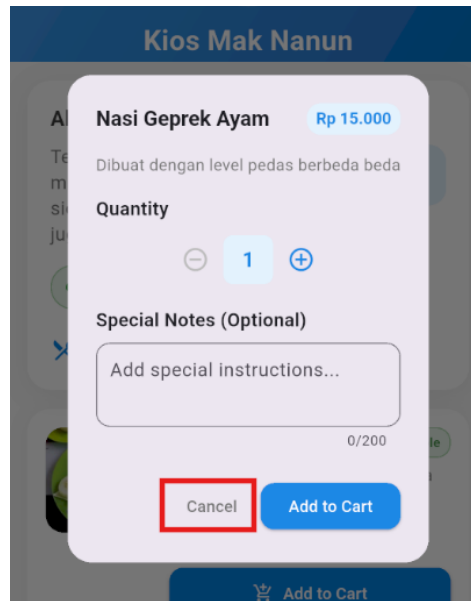 Kios Mak Nanun
Nasi Geprek Ayam
Rp 15.000
Dibuat dengan level pedas berbeda beda
Quantity
1
Special Notes (Optional)
Add special instructions...
0/200
Cancel
Add to Cart
Add to Cart